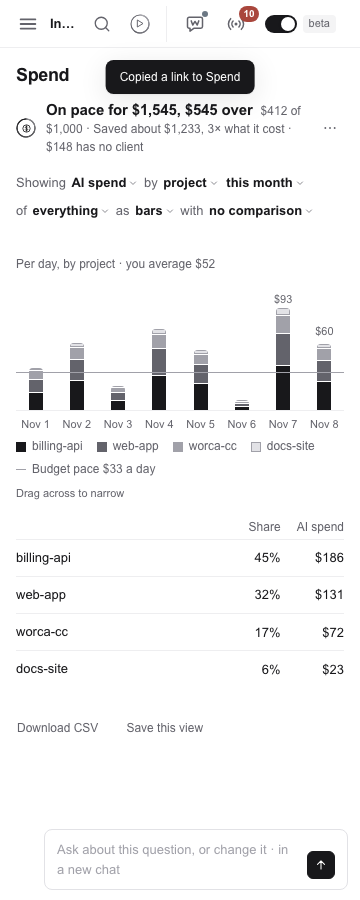 In...
10
beta
Spend
Copied a link to Spend
On pace for $1,545, $545 over $412 of
$1,000 · Saved about $1,233, 3× what it cost ·
$148 has no client
Showing AI spend by project this month
of everything as bars with no comparison
Per day, by project · you average $52
$93
$60
Nov 1 Nov 2 Nov 3 Nov 4 Nov 5 Nov 6 Nov 7 Nov 8
billing-api web-app worca-cc docs-site
Budget pace $33 a day
Drag across to narrow
Share AI spend
billing-api 45% $186
web-app 32% $131
worca-cc 17% $72
docs-site 6% $23
Download CSV Save this view
Ask about this question, or change it · in
a new chat